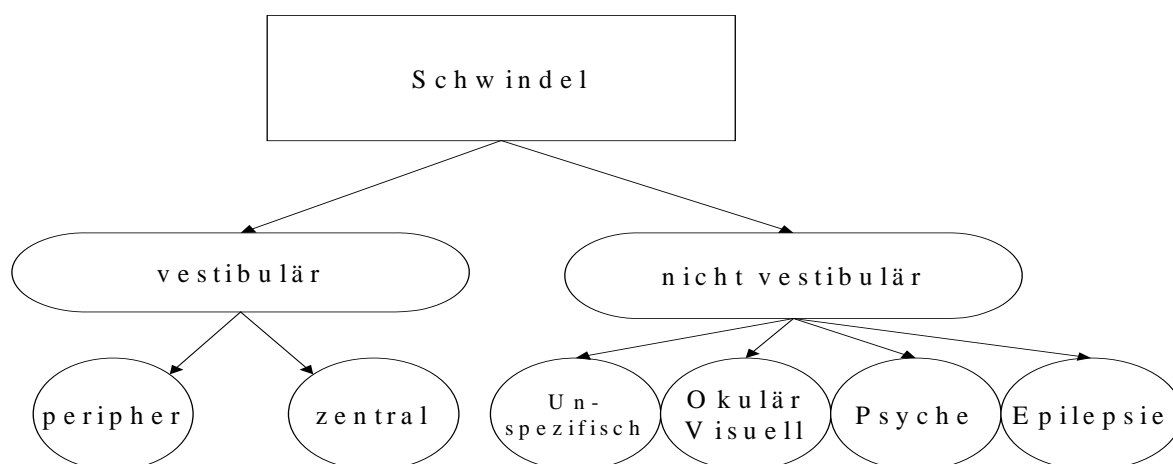 Schwindel
vestibulär
nicht vestibulär
peripher
zentral
Un-
spezifisch
Okulär
Visuell
Psyche
Epilepsie